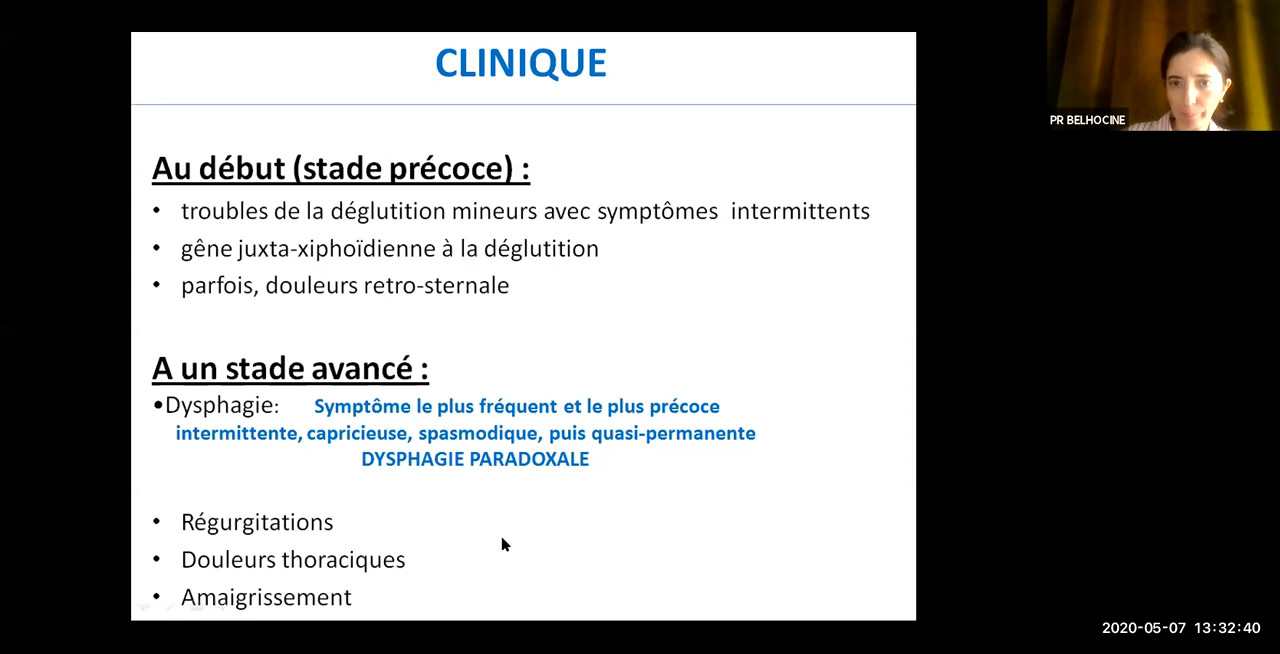 CLINIQUE
PR BELHOCINE
Au début (stade précoce) :
• troubles de la déglutition mineurs avec symptômes intermittents
• gêne juxta-xiphoïdienne à la déglutition
• parfois, douleurs retro-sternale
A un stade avancé :
•Dysphagie: Symptôme le plus fréquent et le plus précoce
intermittente, capricieuse, spasmodique, puis quasi-permanente
DYSPHAGIE PARADOXALE
• Régurgitations
• Douleurs thoraciques
• Amaigrissement
2020-05-07 13:32:40